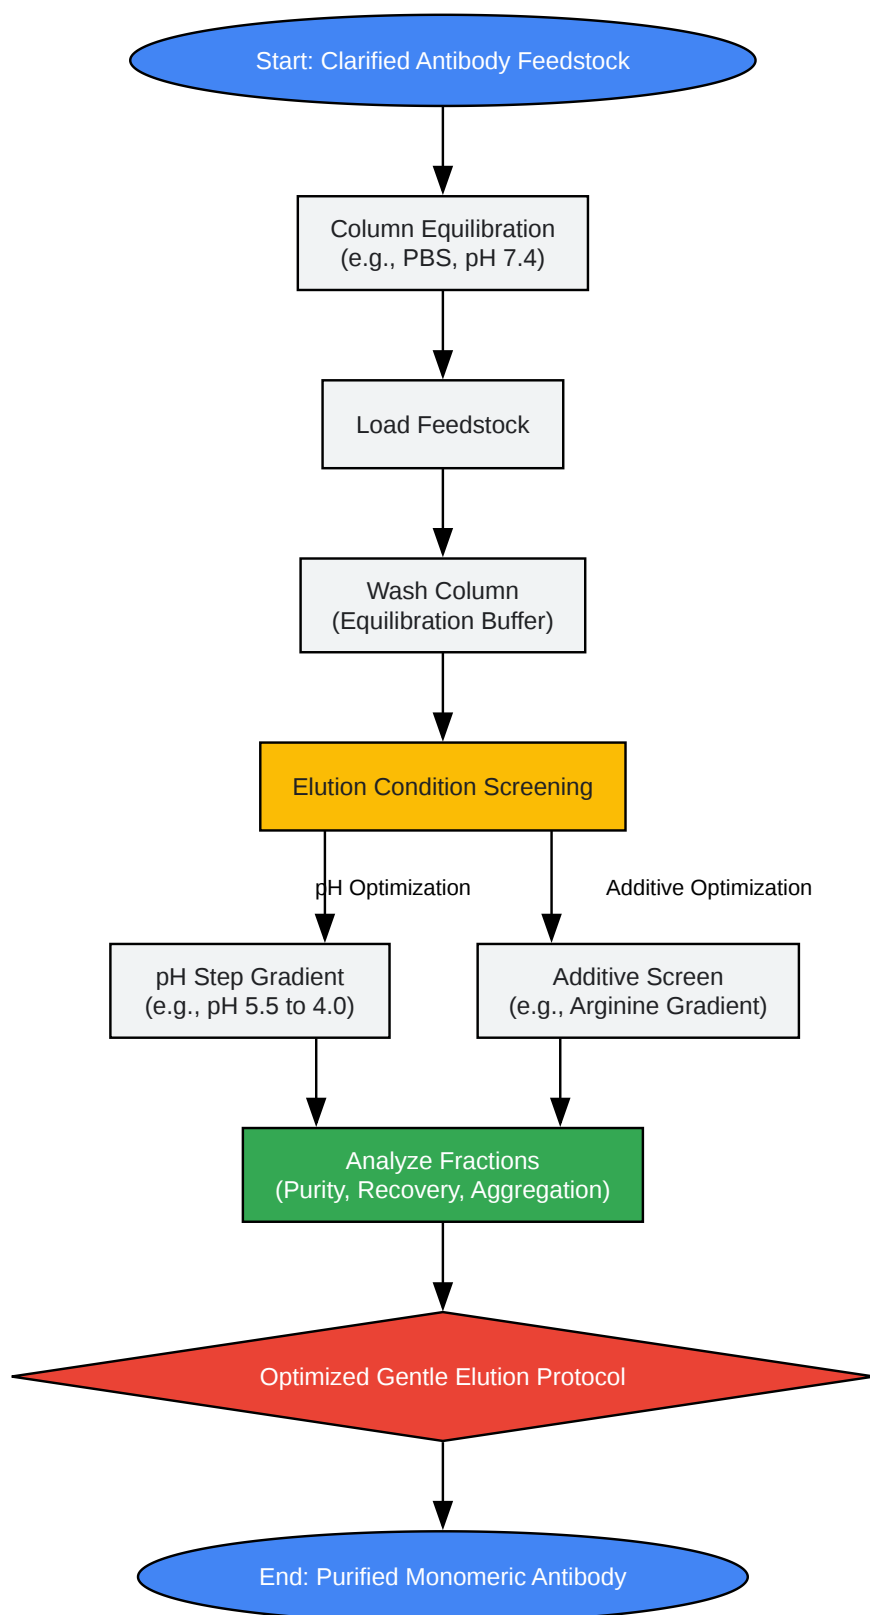 Start: Clarified Antibody Feedstock
Column Equilibration
(e.g., PBS, pH 7.4)
Load Feedstock
Wash Column
(Equilibration Buffer)
Elution Condition Screening
pH Optimization
Additive Optimization
pH Step Gradient
(e.g., pH 5.5 to 4.0)
Additive Screen
(e.g., Arginine Gradient)
Analyze Fractions
(Purity, Recovery, Aggregation)
Optimized Gentle Elution Protocol
End: Purified Monomeric Antibody